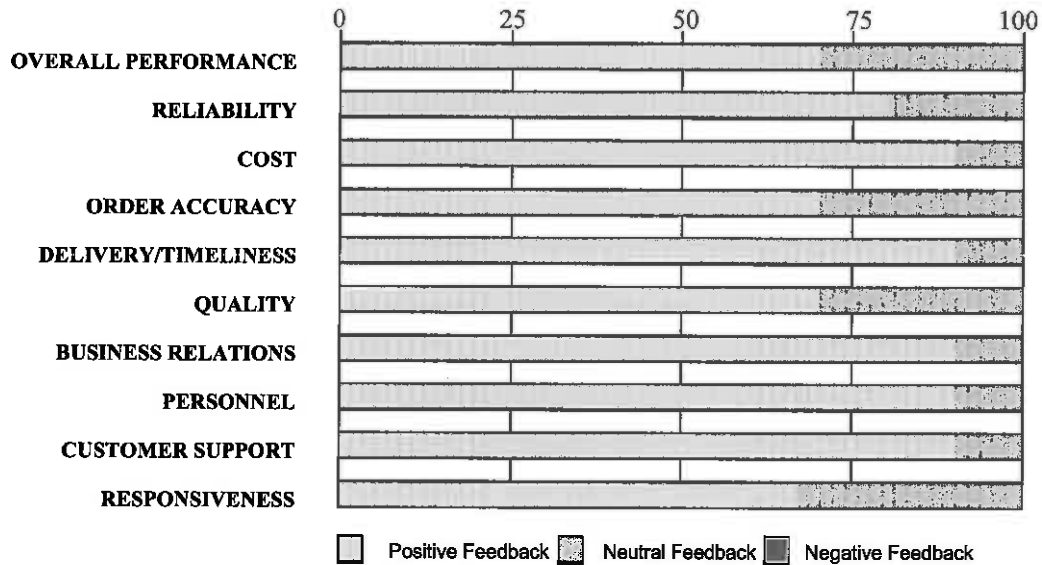 0 25 50 75 100
OVERALL PERFORMANCE
RELIABILITY
COST
ORDER ACCURACY
DELIVERY/TIMELINESS
QUALITY
BUSINESS RELATIONS
PERSONNEL
CUSTOMER SUPPORT
RESPONSIVENESS
Positive Feedback Neutral Feedback Negative Feedback